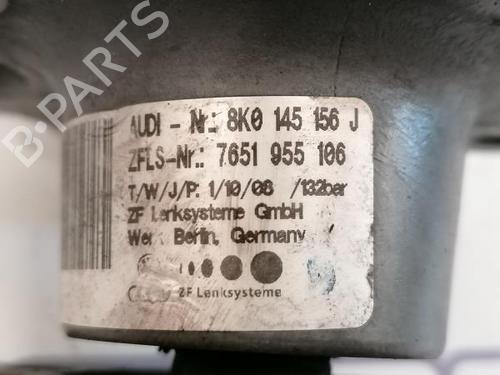 AUDI - Nr.: 8K0 145 156 J
ZFLS-Nr.: 7651 955 106
T/W/J/P: 1/10/08 /132bar
ZF Lenksysteme GmbH
Werk Berlin, Germany
ZF Lenksysteme
B-PARTS